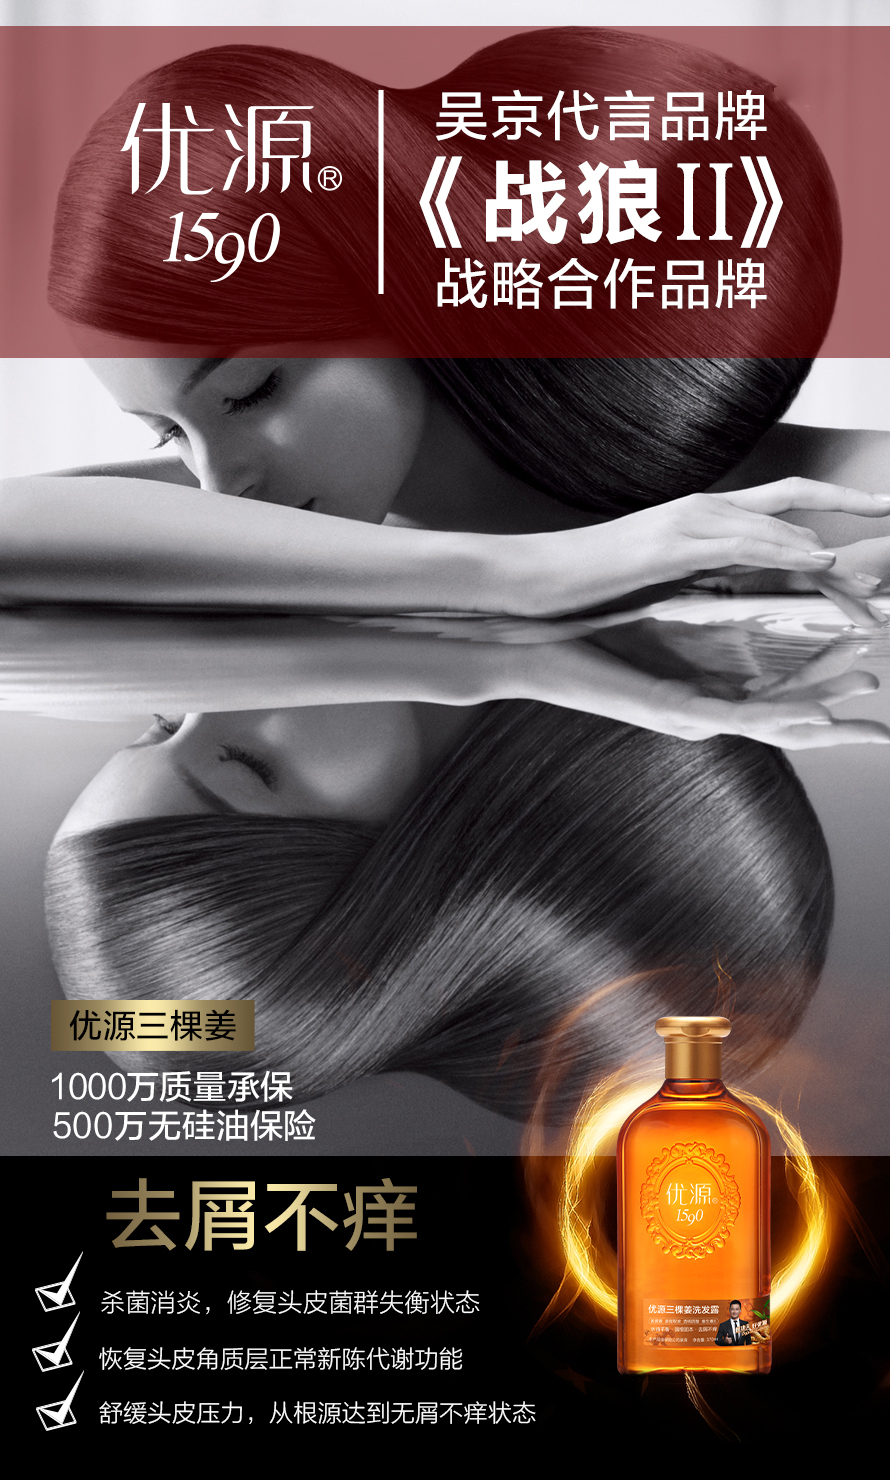 优源®
1590
吴京代言品牌
《战狼II》
战略合作品牌
优源三棵姜
1000万质量承保
500万无硅油保险
去屑不痒
杀菌消炎，修复头皮菌群失衡状态
恢复头皮角质层正常新陈代谢功能
舒缓头皮压力，从根源达到无屑不痒状态
优源®
1590
优源三棵姜洗发露